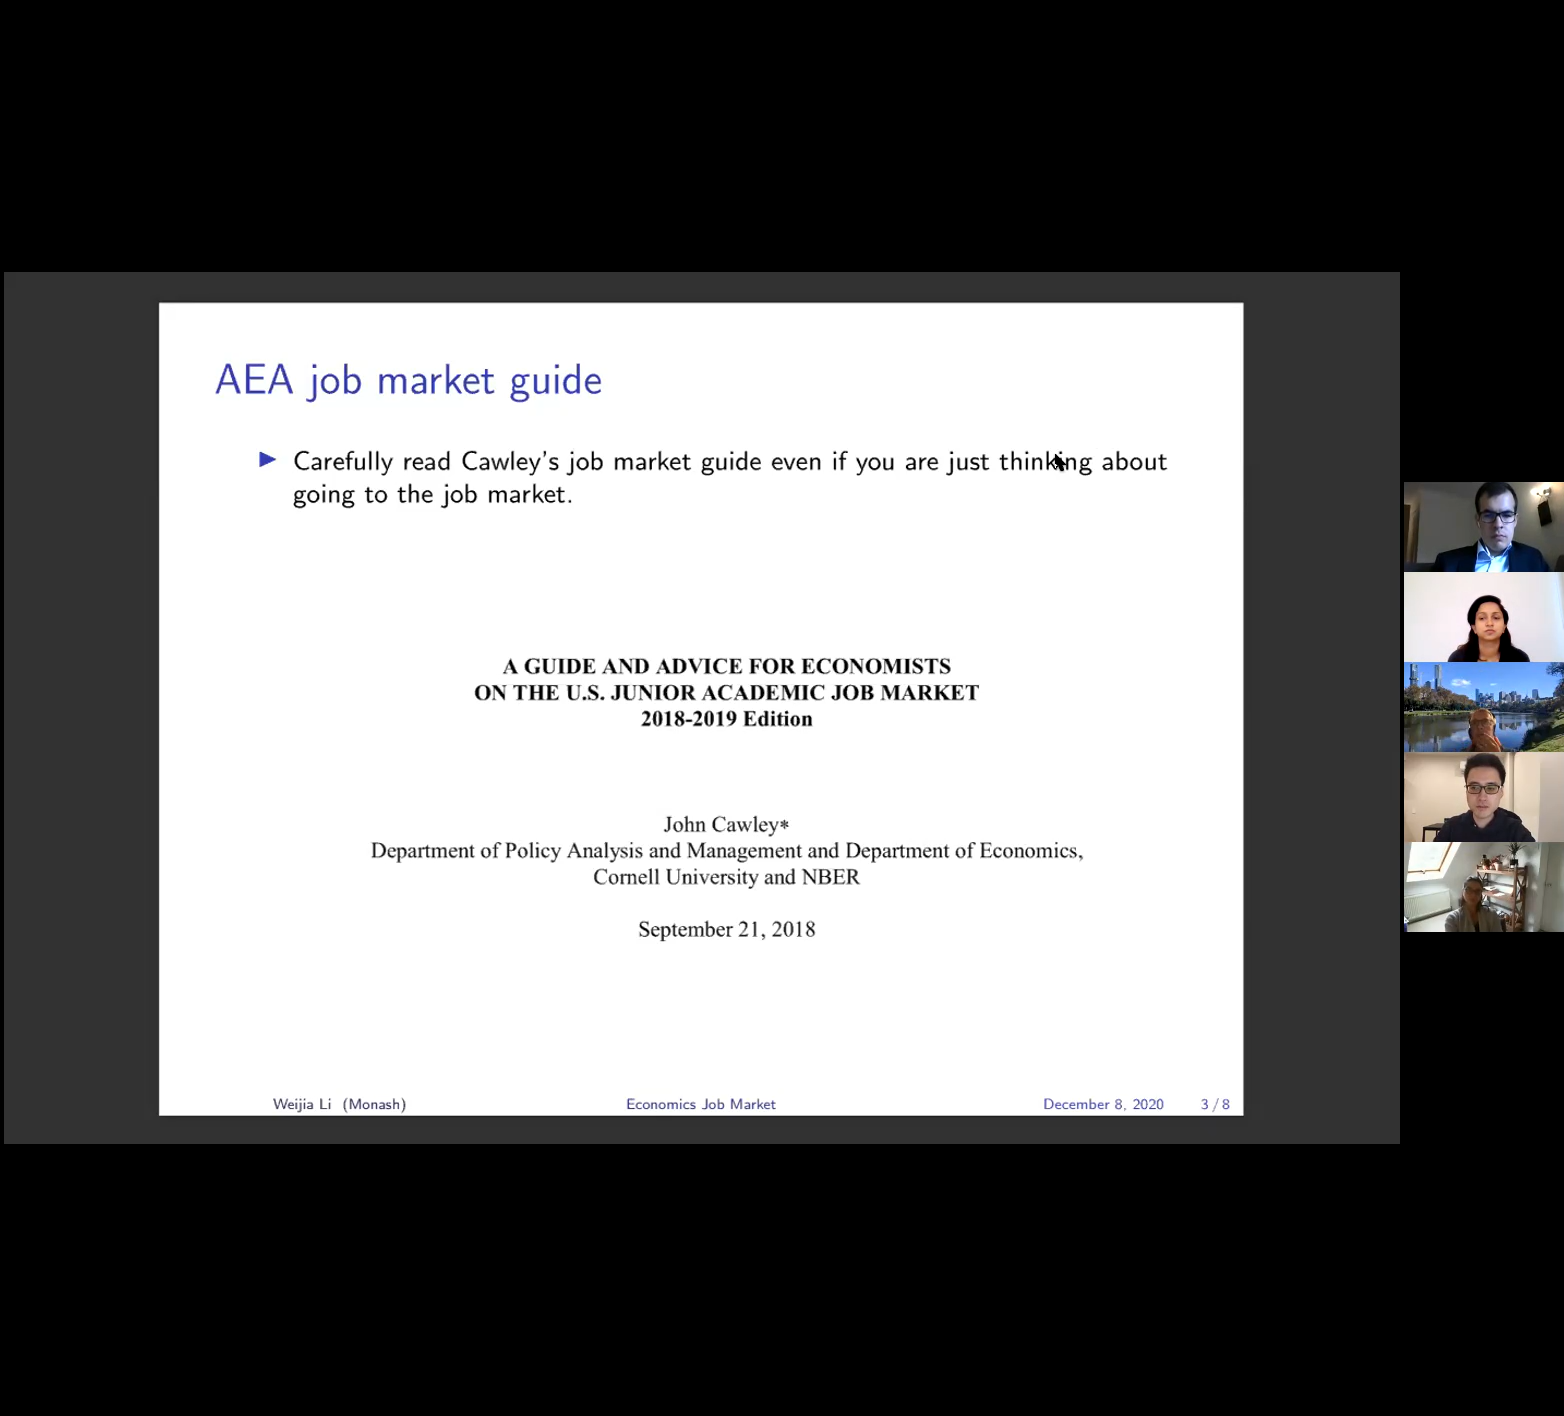 AEA job market guide
Carefully read Cawley's job market guide even if you are just thinking about
going to the job market.
A GUIDE AND ADVICE FOR ECONOMISTS
ON THE U.S. JUNIOR ACADEMIC JOB MARKET
2018-2019 Edition
John Cawley*
Department of Policy Analysis and Management and Department of Economics,
Cornell University and NBER
September 21, 2018
Weijia Li (Monash) Economics Job Market December 8, 2020 3 / 8